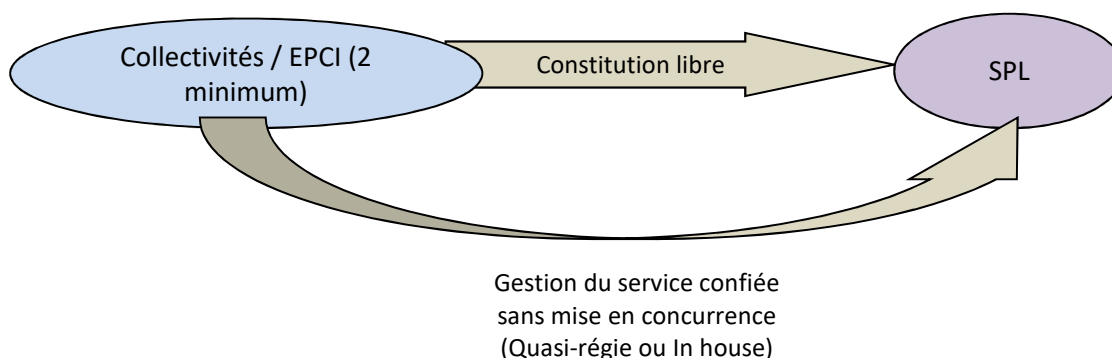 Collectivités / EPCI (2
minimum)
Constitution libre
SPL
Gestion du service confiée
sans mise en concurrence
(Quasi-régie ou In house)